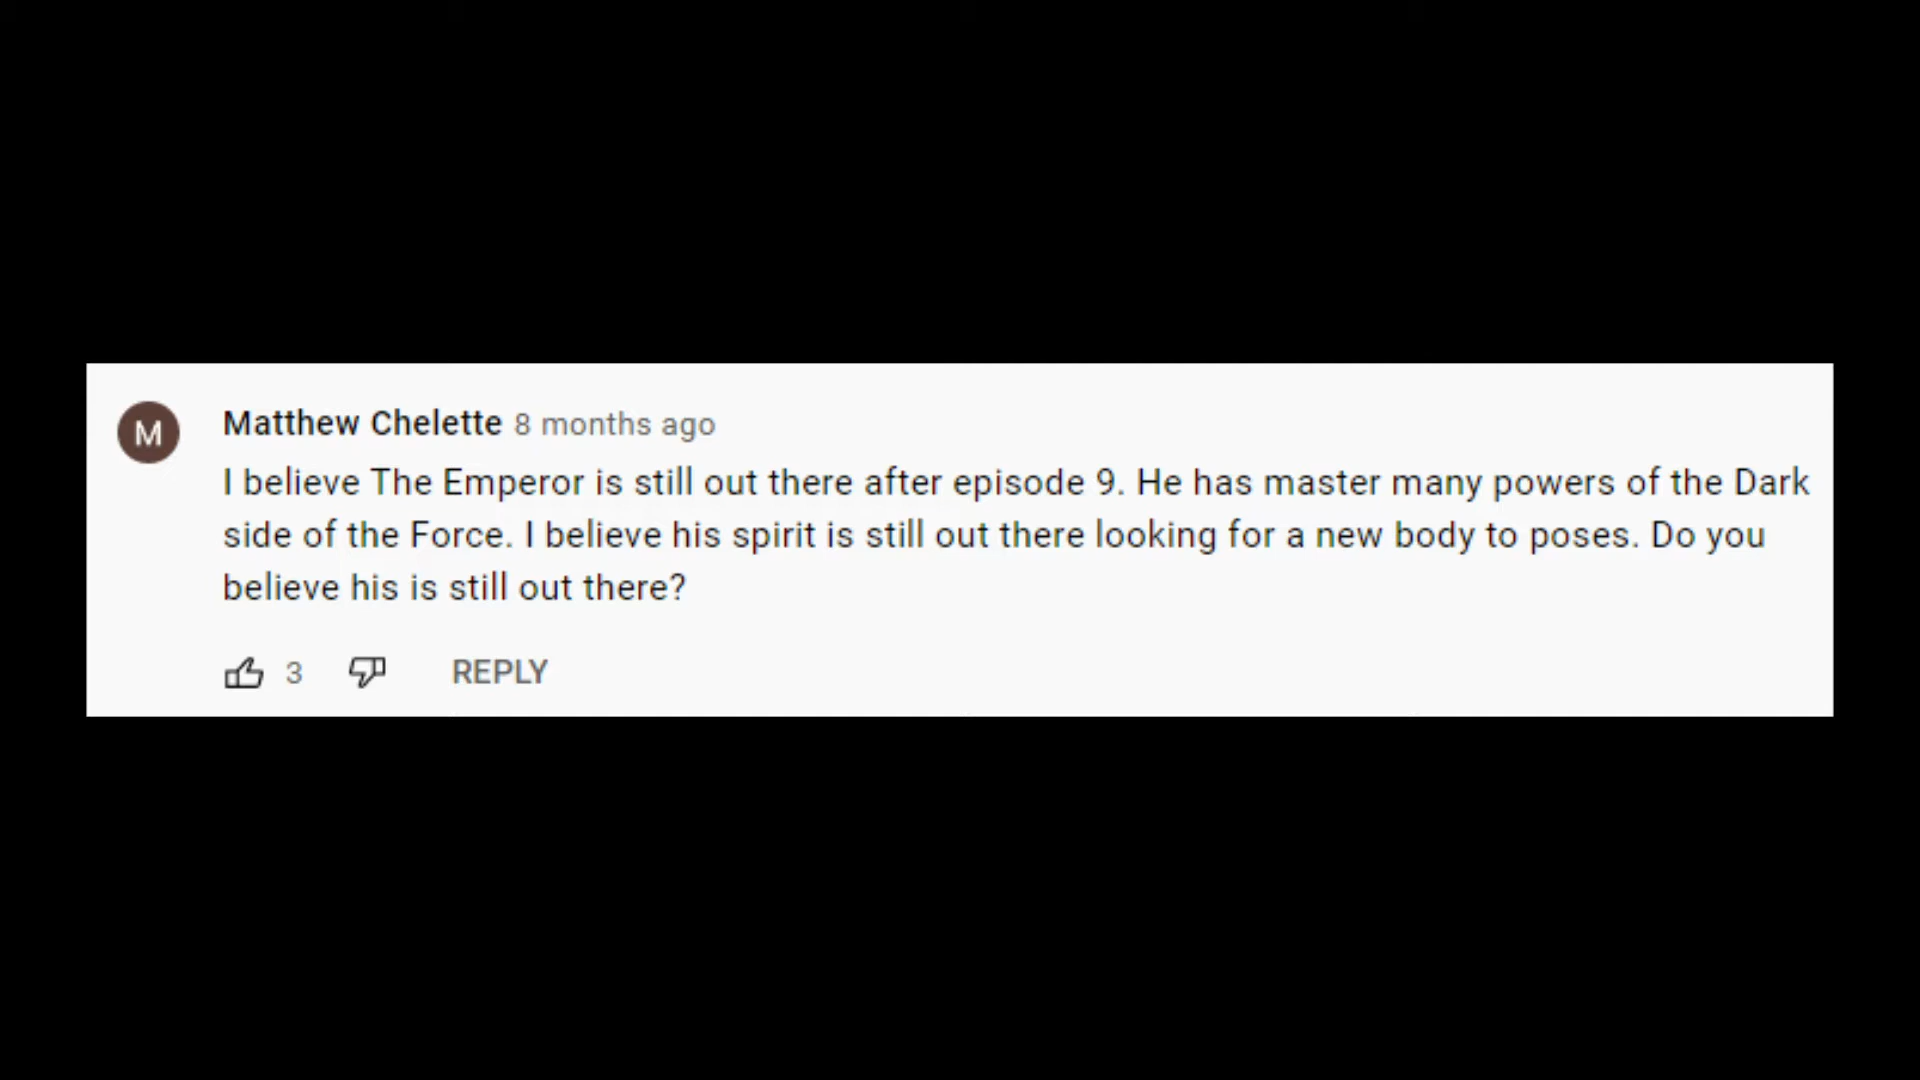 M
Matthew Chelette 8 months ago
I believe The Emperor is still out there after episode 9. He has master many powers of the Dark
side of the Force. I believe his spirit is still out there looking for a new body to poses. Do you
believe his is still out there?
3 REPLY